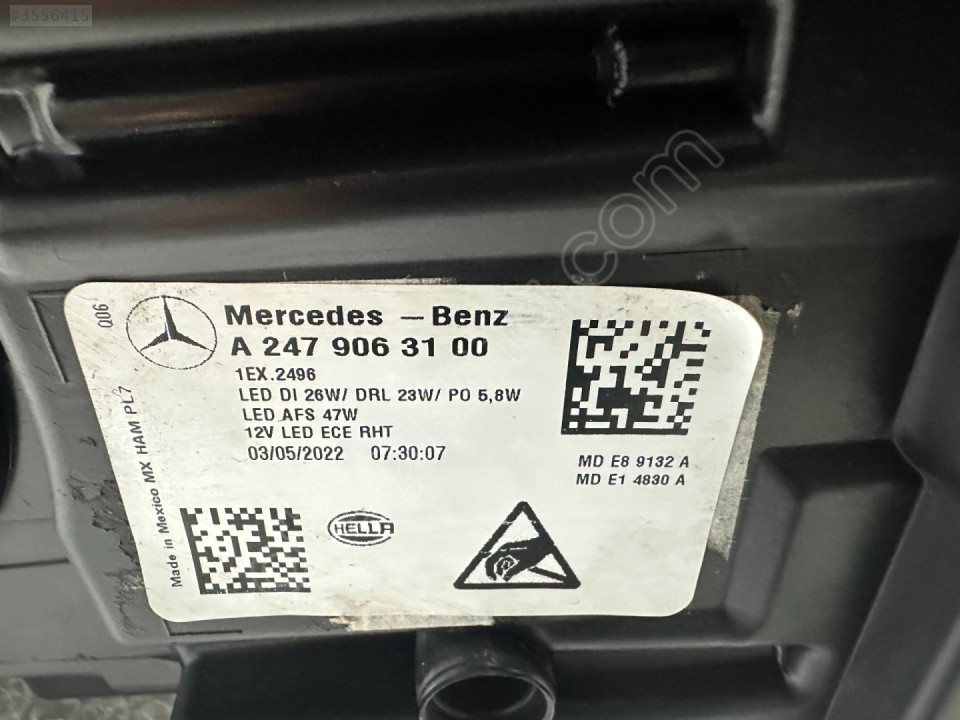 #3556415
.com
Mercedes — Benz
A 247 906 31 00
1EX.2496
LED DI 26W/ DRL 23W/ PO 5,8W
LED AFS 47W
12V LED ECE RHT
03/05/2022 07:30:07
MD E8 9132 A
MD E1 4830 A
HELLA
Made in Mexico MX HAM PL7
006